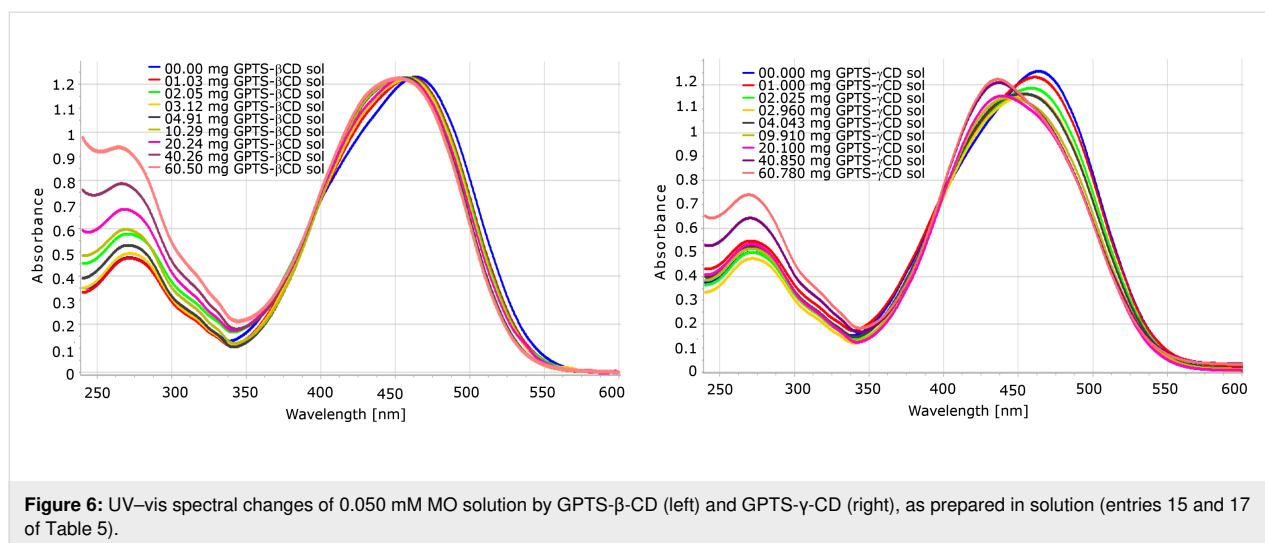 1.2
1.1
1
0.9
0.8
0.7
0.6
0.5
0.4
0.3
0.2
0.1
0
Absorbance
00.00 mg GPTS-βCD sol
01.03 mg GPTS-βCD sol
02.05 mg GPTS-βCD sol
03.12 mg GPTS-βCD sol
04.91 mg GPTS-βCD sol
10.29 mg GPTS-βCD sol
20.24 mg GPTS-βCD sol
40.26 mg GPTS-βCD sol
60.50 mg GPTS-βCD sol
250 300 350 400 450 500 550 600
Wavelength [nm]
1.2
1.1
1
0.9
0.8
0.7
0.6
0.5
0.4
0.3
0.2
0.1
0
Absorbance
00.000 mg GPTS-γCD sol
01.000 mg GPTS-γCD sol
02.025 mg GPTS-γCD sol
02.960 mg GPTS-γCD sol
04.043 mg GPTS-γCD sol
09.910 mg GPTS-γCD sol
20.100 mg GPTS-γCD sol
40.850 mg GPTS-γCD sol
60.780 mg GPTS-γCD sol
250 300 350 400 450 500 550 600
Wavelength [nm]
Figure 6: UV–vis spectral changes of 0.050 mM MO solution by GPTS-β-CD (left) and GPTS-γ-CD (right), as prepared in solution (entries 15 and 17
of Table 5).